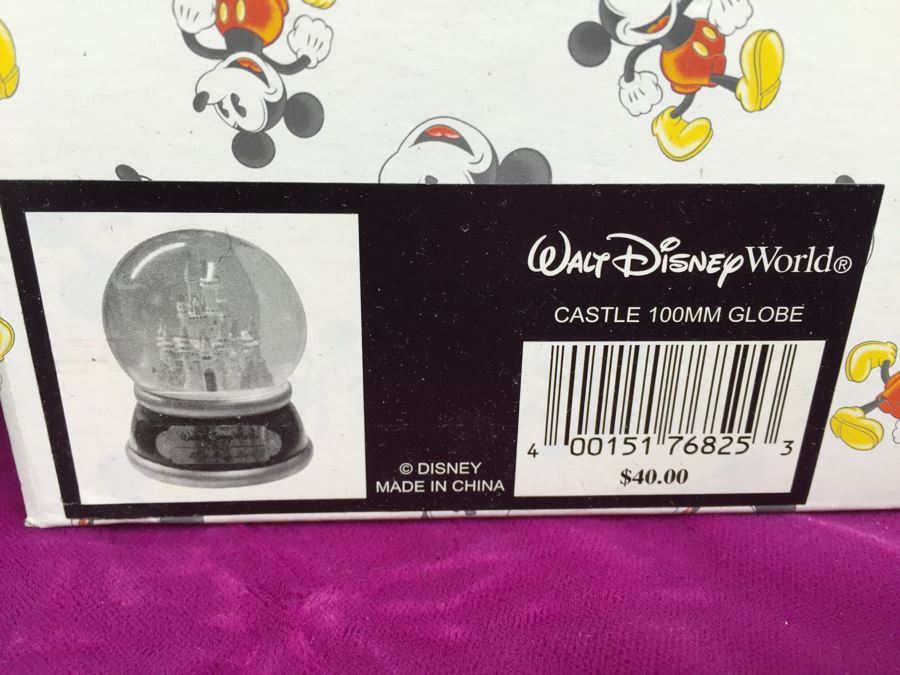 Walt Disney World®
CASTLE 100MM GLOBE
4 00151 76825 3
$40.00
© DISNEY
MADE IN CHINA